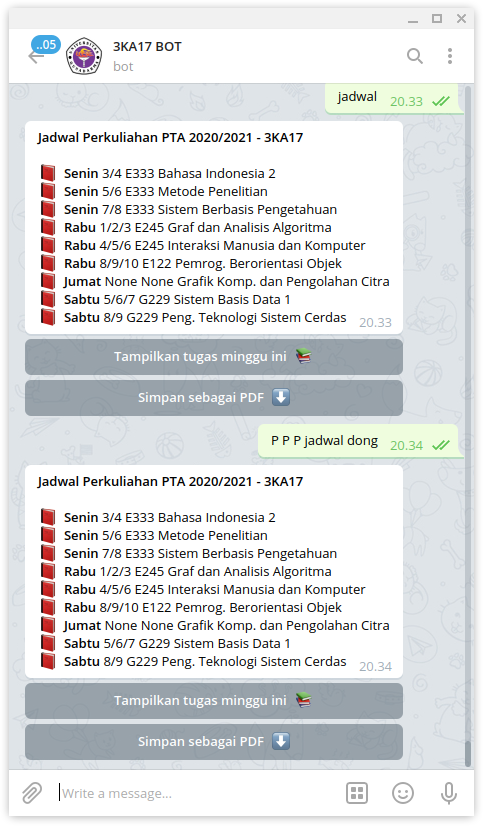 ..05
3KA17 BOT
bot
jadwal 20.33
Jadwal Perkuliahan PTA 2020/2021 - 3KA17
Senin 3/4 E333 Bahasa Indonesia 2
Senin 5/6 E333 Metode Penelitian
Senin 7/8 E333 Sistem Berbasis Pengetahuan
Rabu 1/2/3 E245 Graf dan Analisis Algoritma
Rabu 4/5/6 E245 Interaksi Manusia dan Komputer
Rabu 8/9/10 E122 Pemrog. Berorientasi Objek
Jumat None None Grafik Komp. dan Pengolahan Citra
Sabtu 5/6/7 G229 Sistem Basis Data 1
Sabtu 8/9 G229 Peng. Teknologi Sistem Cerdas 20.33
Tampilkan tugas minggu ini
Simpan sebagai PDF
P P P jadwal dong 20.34
Jadwal Perkuliahan PTA 2020/2021 - 3KA17
Senin 3/4 E333 Bahasa Indonesia 2
Senin 5/6 E333 Metode Penelitian
Senin 7/8 E333 Sistem Berbasis Pengetahuan
Rabu 1/2/3 E245 Graf dan Analisis Algoritma
Rabu 4/5/6 E245 Interaksi Manusia dan Komputer
Rabu 8/9/10 E122 Pemrog. Berorientasi Objek
Jumat None None Grafik Komp. dan Pengolahan Citra
Sabtu 5/6/7 G229 Sistem Basis Data 1
Sabtu 8/9 G229 Peng. Teknologi Sistem Cerdas 20.34
Tampilkan tugas minggu ini
Simpan sebagai PDF
Write a message...